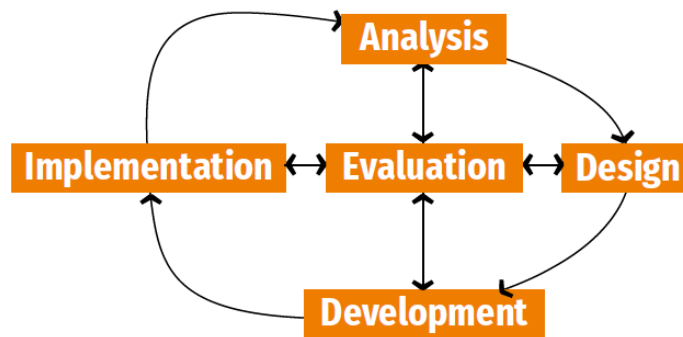 Analysis
Implementation
Evaluation
Design
Development